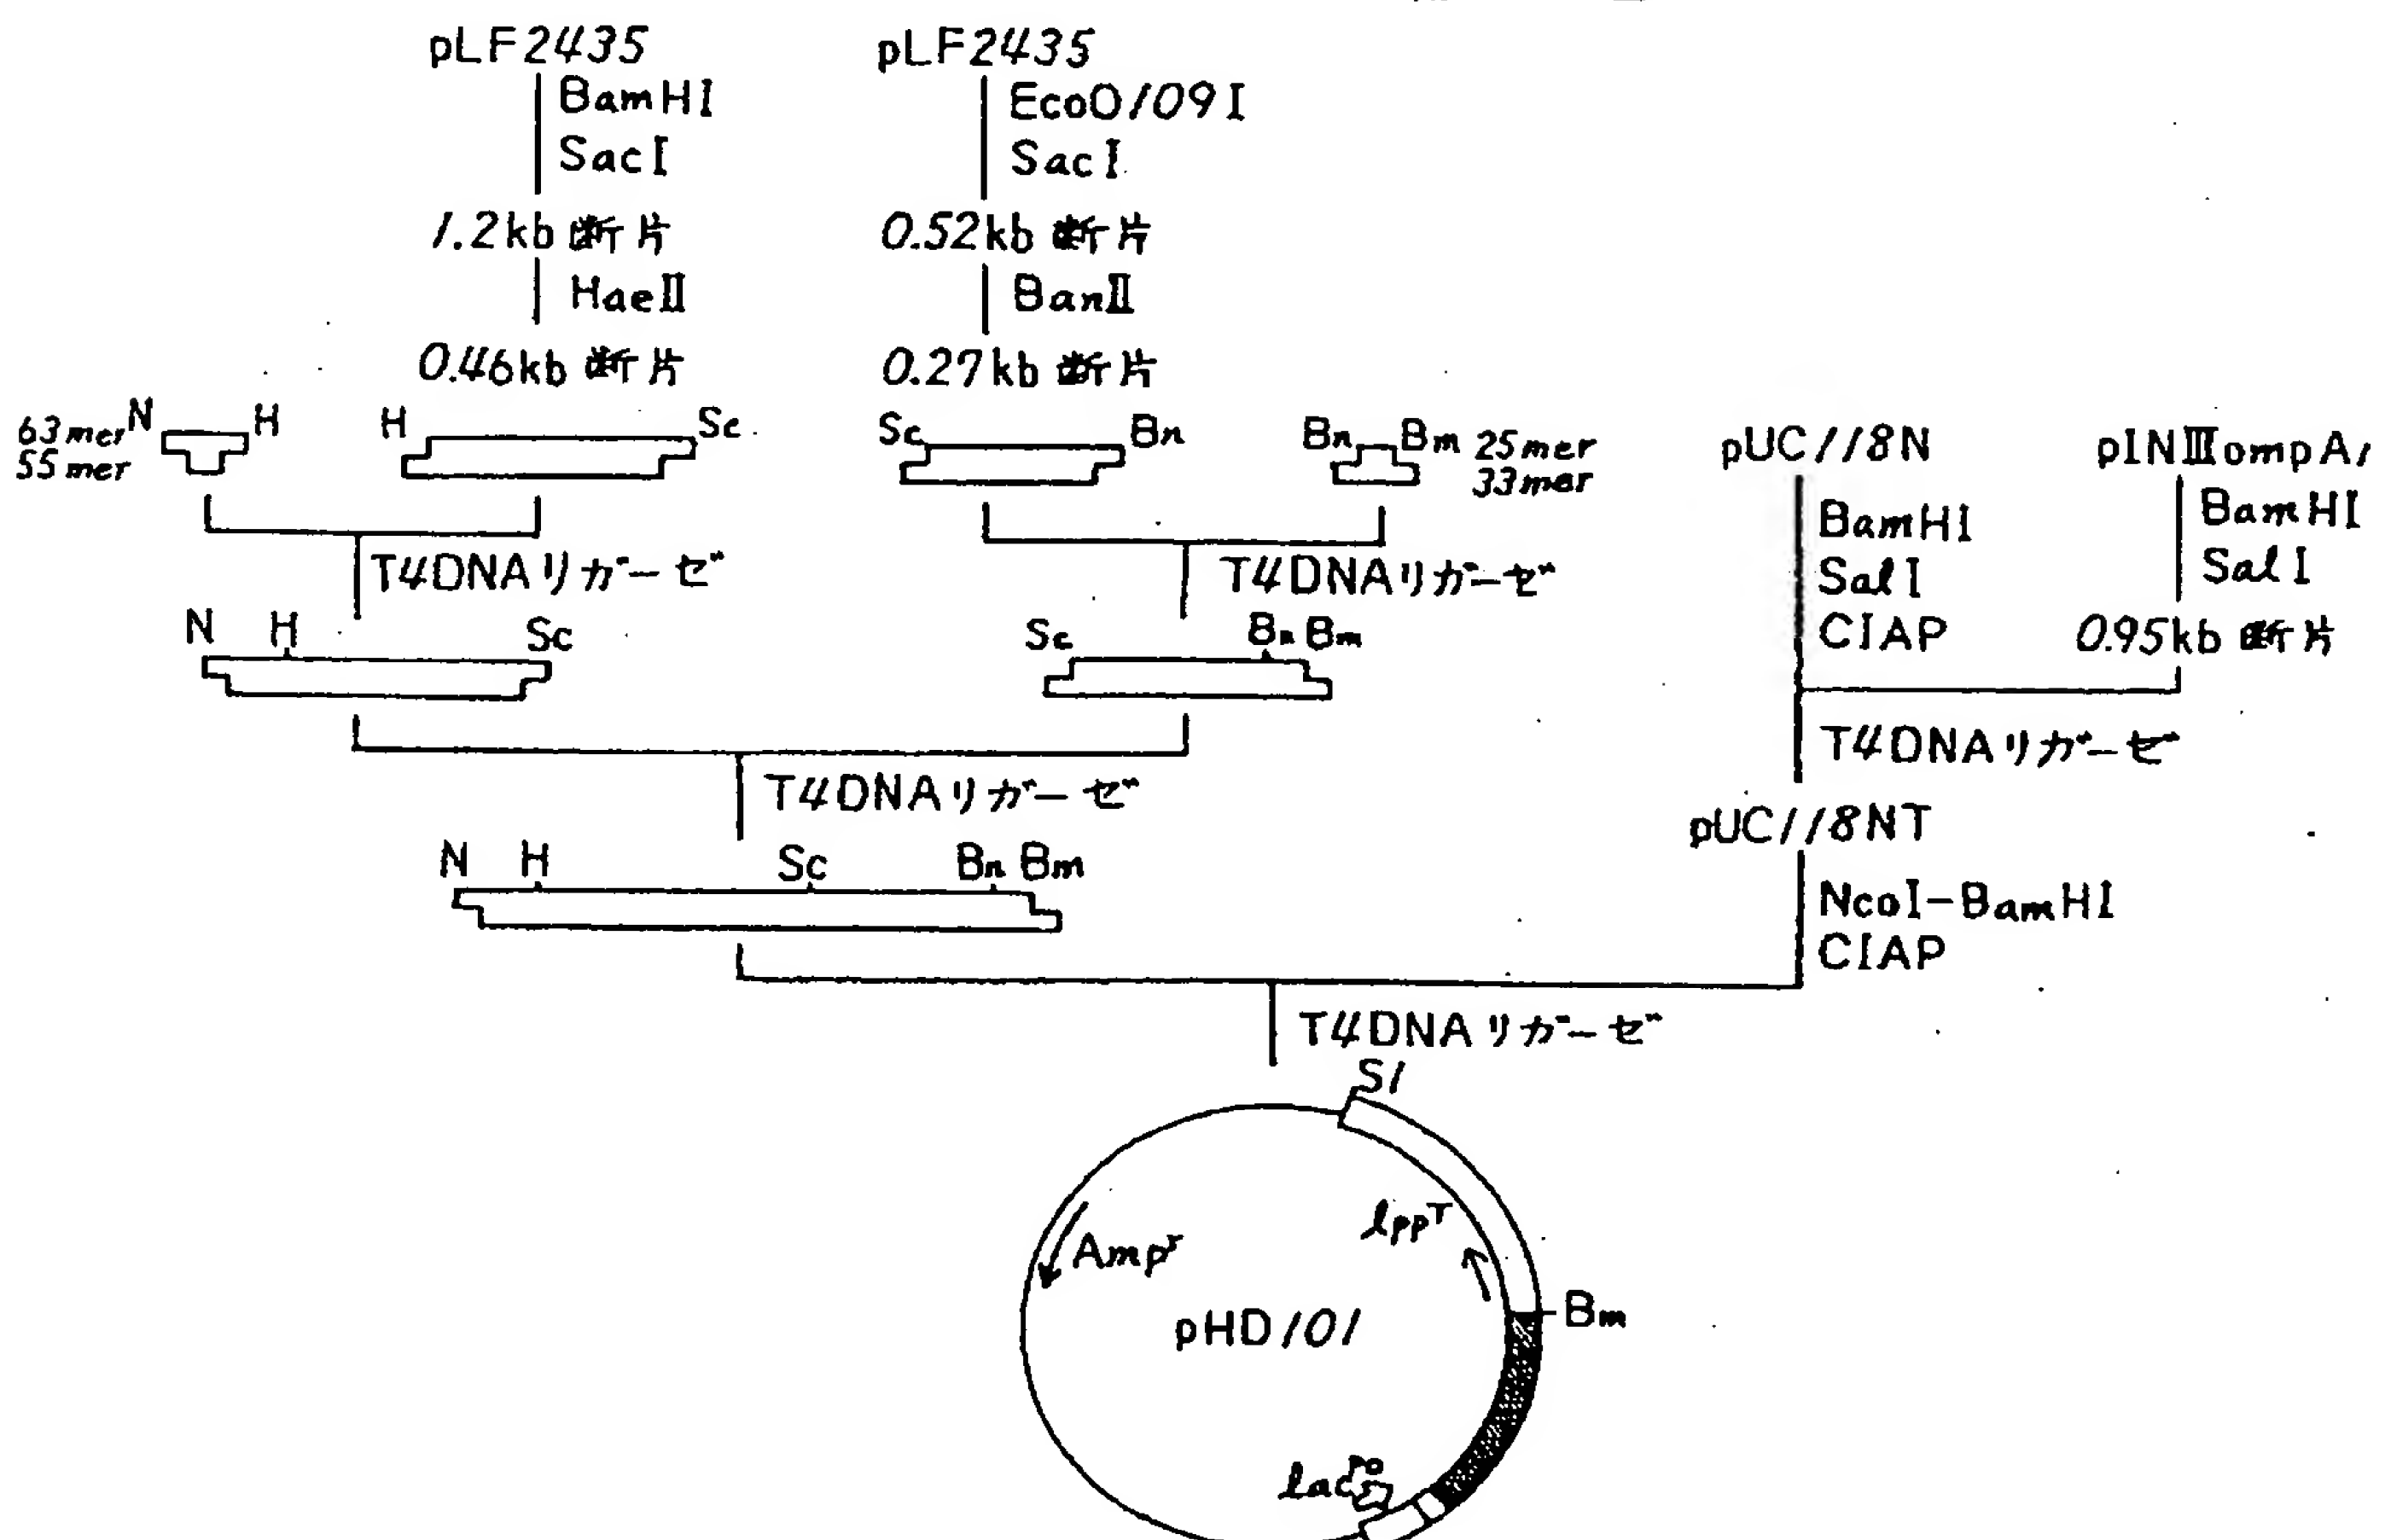 pLF2435
BamHI
SacI
1.2kb 断片
HaeII
0.46kb 断片
pLF2435
EcoO109I
SacI
0.52kb 断片
BanII
0.27kb 断片
63mer
55mer
N
H
H
Sc
Sc
Bn
Bn
Bm
25mer
33mer
pUC118N
BamHI
SalI
CIAP
pINIIIompA1
BamHI
SalI
0.95kb 断片
T4DNAリガーゼ
T4DNAリガーゼ
N H Sc
Sc Bn Bm
T4DNAリガーゼ
T4DNAリガーゼ
pUC118NT
N H Sc Bn Bm
NcoI-BamHI
CIAP
T4DNAリガーゼ
Sl
lppT
Ampr
pHD101
Bm
lacpo